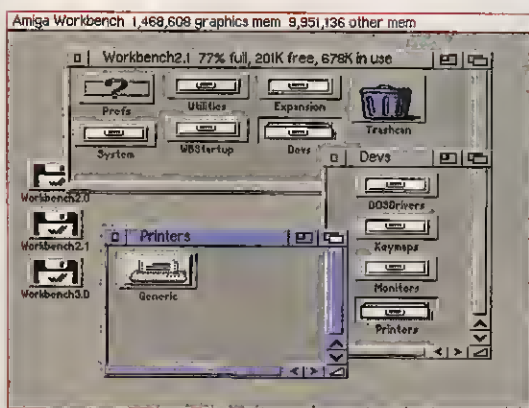 Amiga Workbench 1,468,608 graphics mem 9,951,136 other mem
Workbench2.1 77% full, 201K free, 678K in use
Prefs
Utilities
Expansion
Trashcan
System
WBStartup
Devs
Devs
Workbench2.0
Workbench2.1
Workbench3.0
DOSDrivers
Keymaps
Monitors
Printers
Printers
Generic